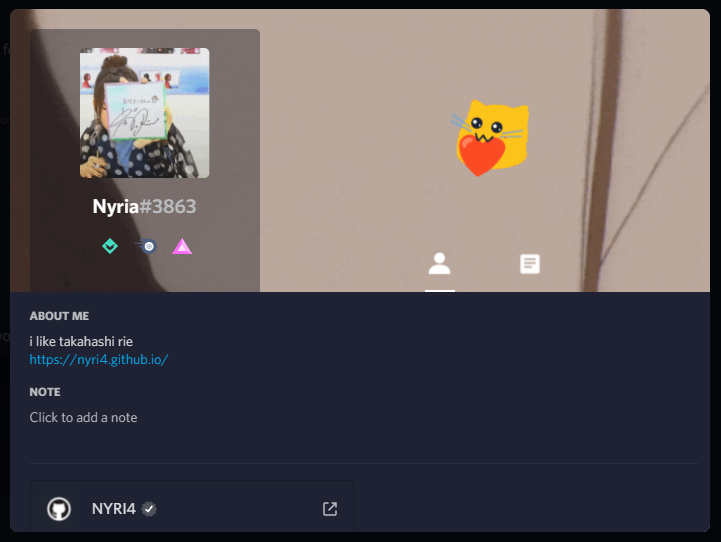 Nyria#3863
ABOUT ME
i like takahashi rie
https://nyri4.github.io/
NOTE
Click to add a note
NYRI4